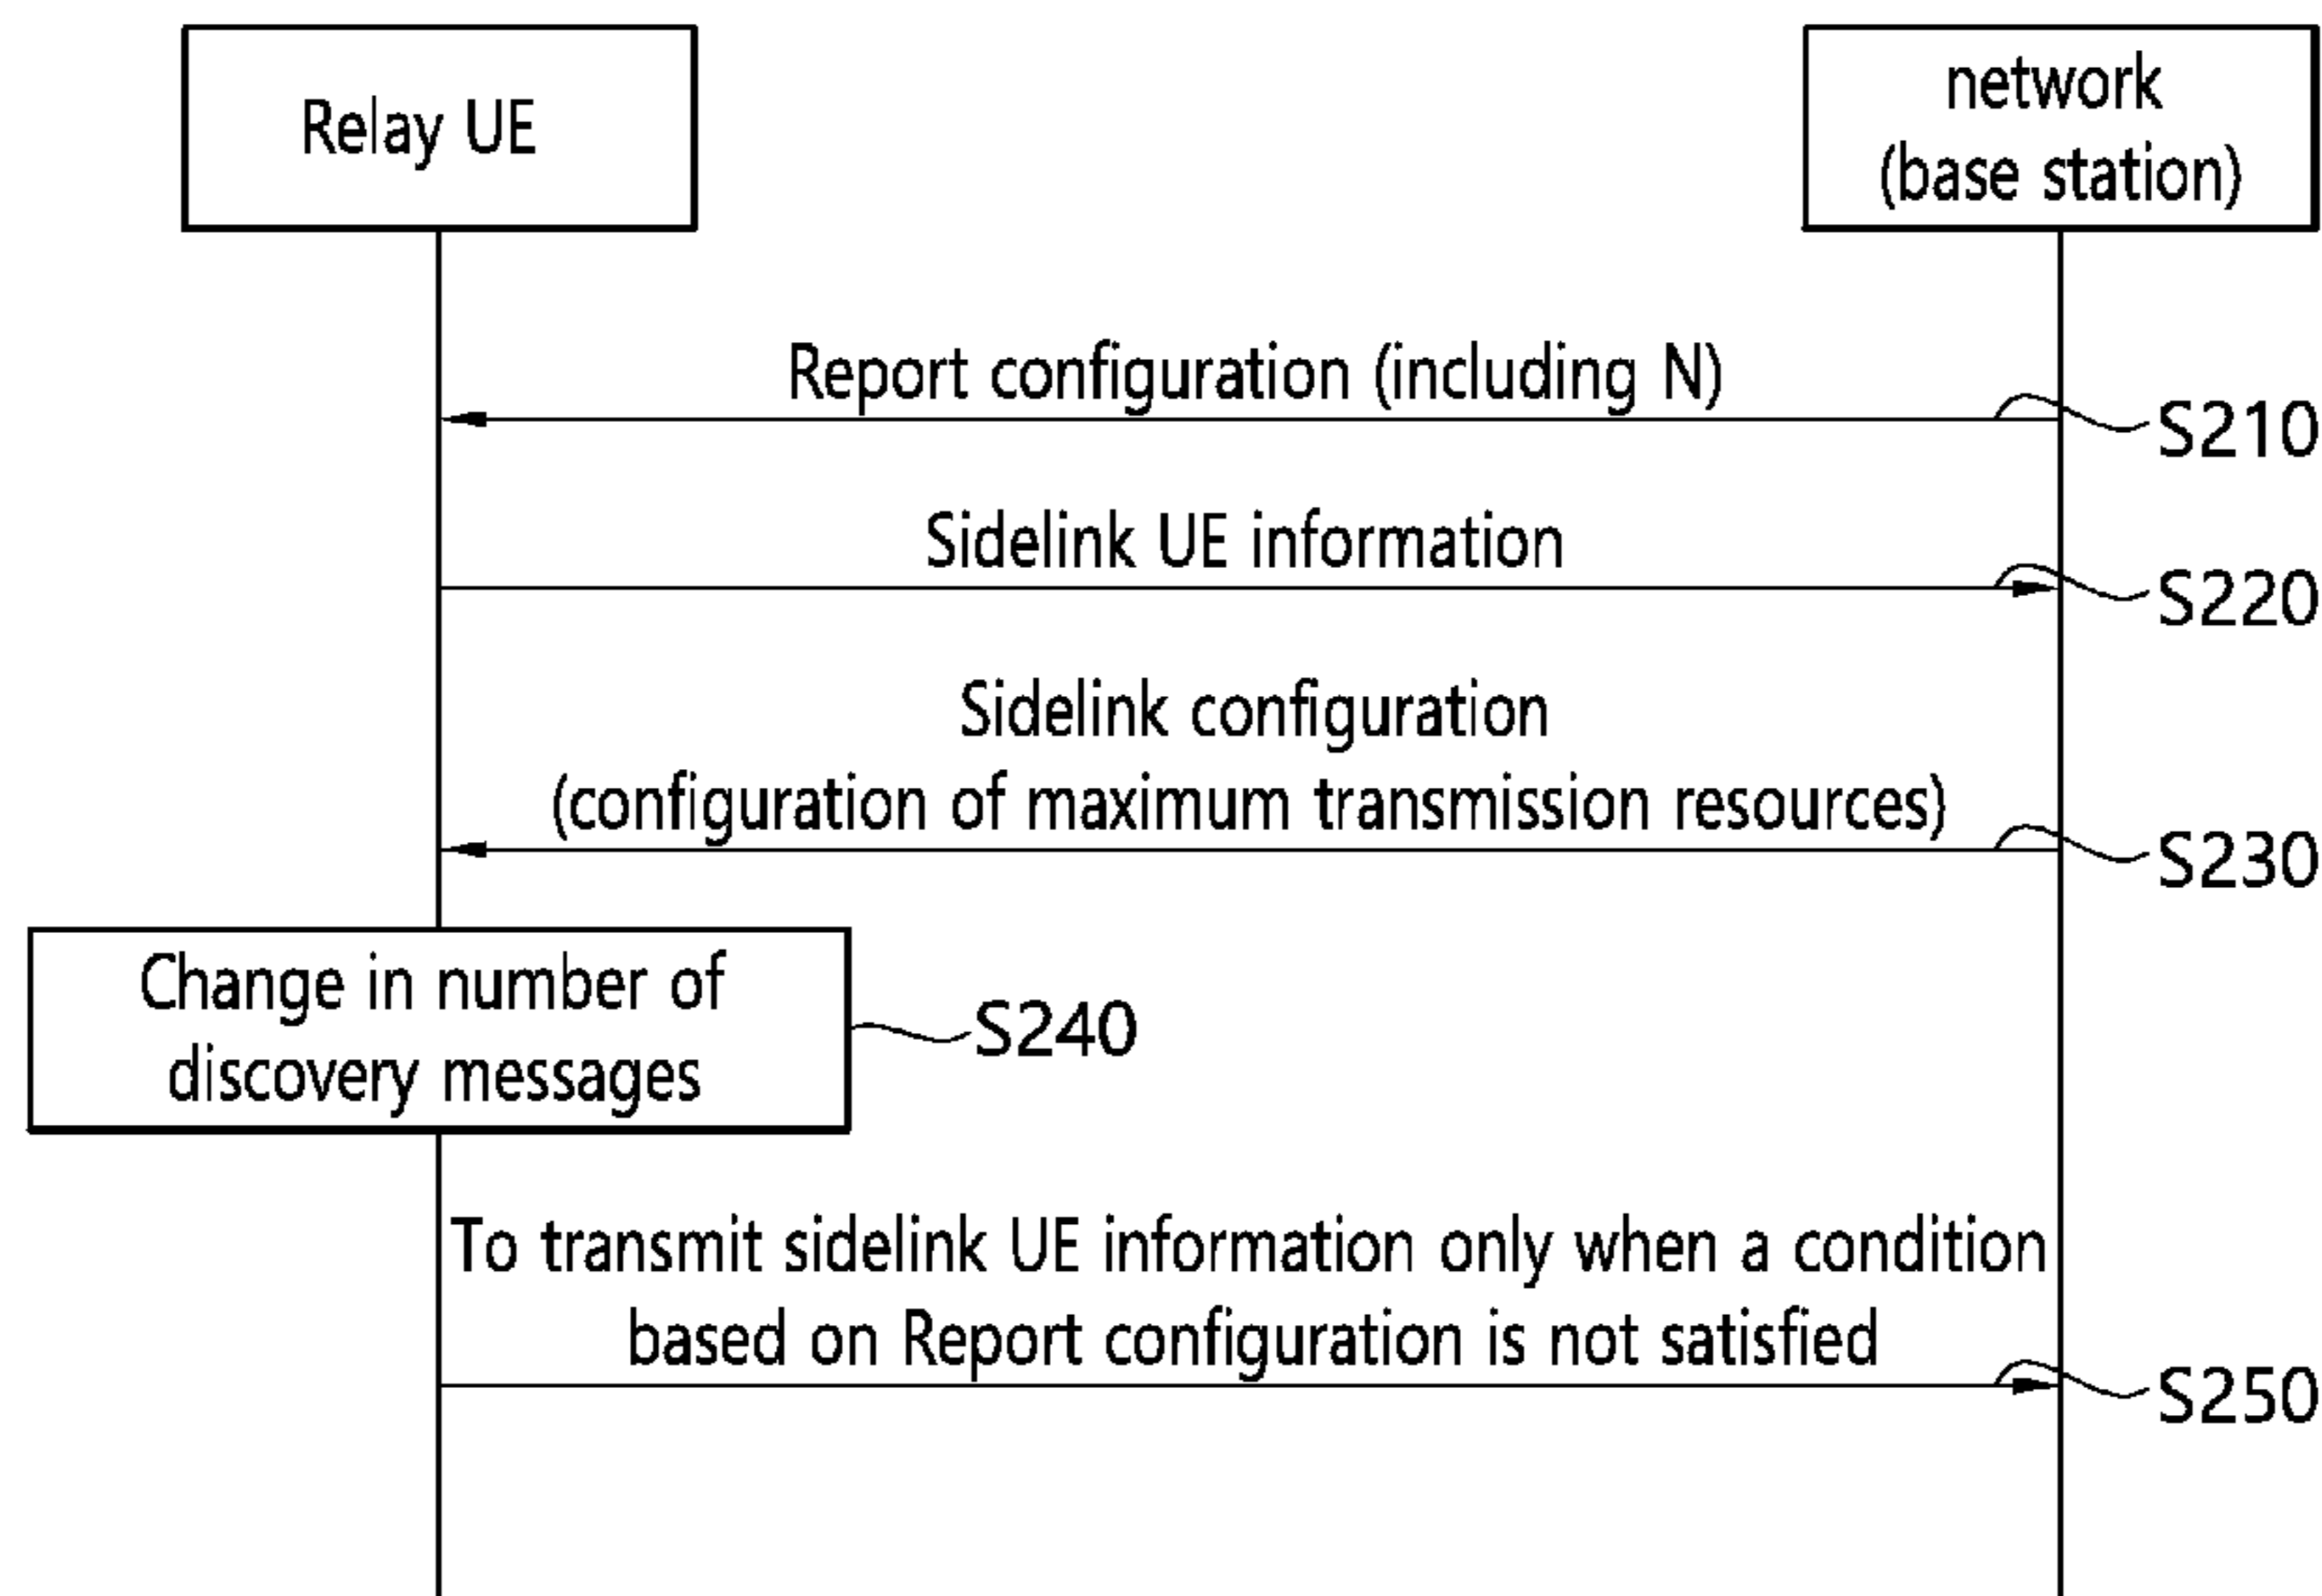 Relay UE
network
(base station)
Report configuration (including N)
S210
Sidelink UE information
S220
Sidelink configuration
(configuration of maximum transmission resources)
S230
Change in number of
discovery messages
S240
To transmit sidelink UE information only when a condition
based on Report configuration is not satisfied
S250